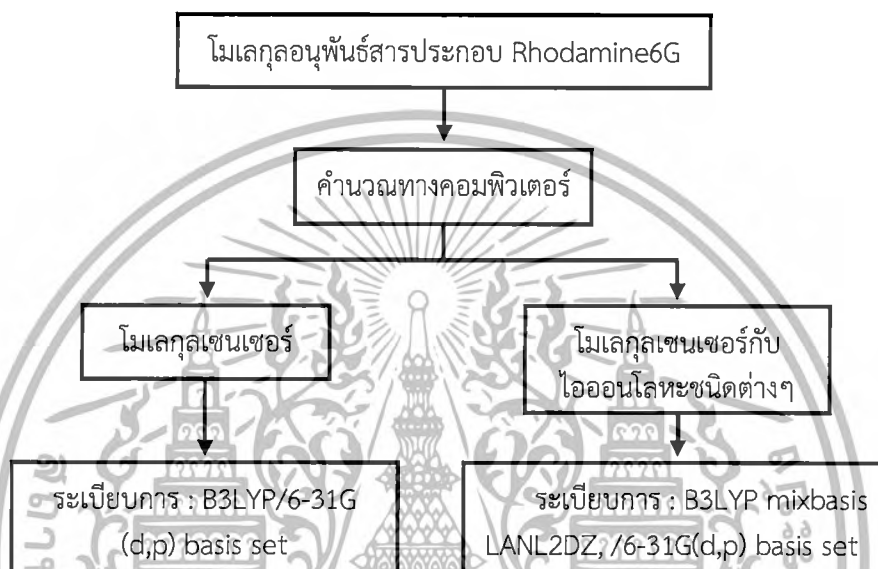 โมเลกุลอนุพันธ์สารประกอบ Rhodamine6G
คำนวณทางคอมพิวเตอร์
โมเลกุลเซนเซอร์
โมเลกุลเซนเซอร์กับ
ไอออนโลหะชนิดต่างๆ
ระเบียบการ : B3LYP/6-31G
(d,p) basis set
ระเบียบการ : B3LYP mixbasis
LANL2DZ, /6-31G(d,p) basis set